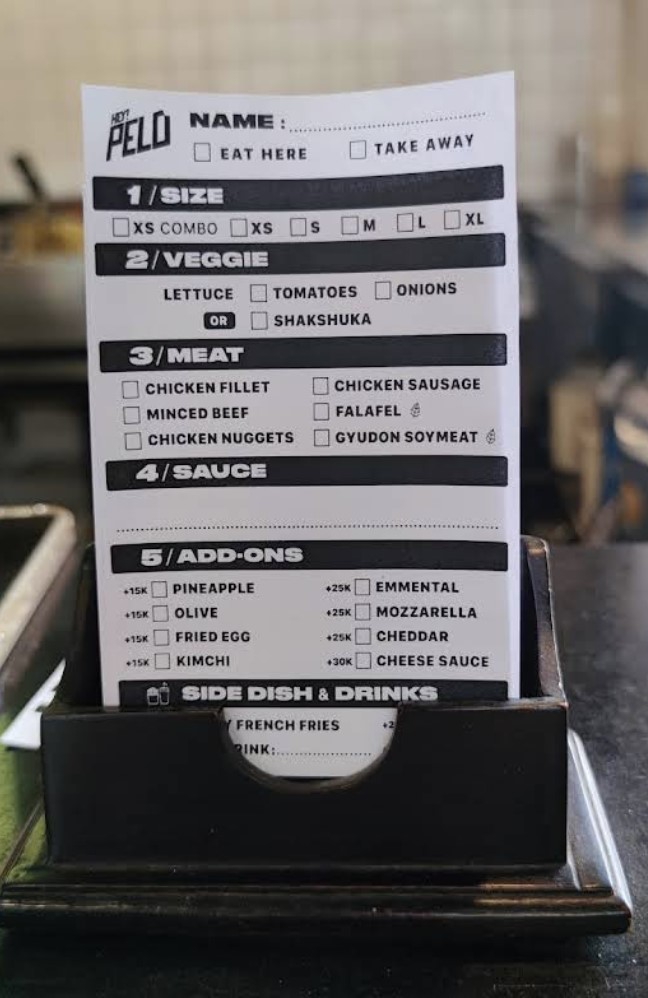 HEY!
PELO
NAME :
EAT HERE TAKE AWAY
1/SIZE
XS COMBO XS S M L XL
2/VEGGIE
LETTUCE TOMATOES ONIONS
OR SHAKSHUKA
3/MEAT
CHICKEN FILLET CHICKEN SAUSAGE
MINCED BEEF FALAFEL
CHICKEN NUGGETS GYUDON SOYMEAT
4/SAUCE
5/ADD-ONS
+15K PINEAPPLE +25K EMMENTAL
+15K OLIVE +25K MOZZARELLA
+15K FRIED EGG +25K CHEDDAR
+15K KIMCHI +30K CHEESE SAUCE
SIDE DISH & DRINKS
FRENCH FRIES